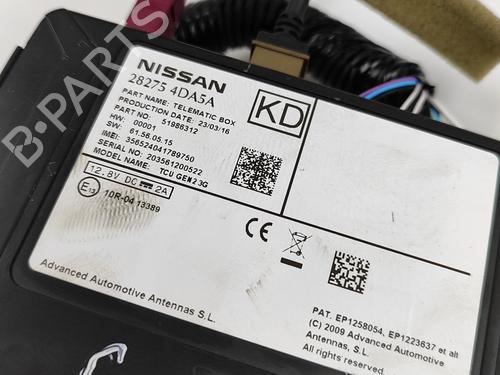 NISSAN
28275 4DA5A
PART NAME: TELEMATIC BOX
PRODUCTION DATE: 23/03/16
PART NO: 51986312
HW: 00001
SW: 61.56.05.15
IMEI: 356524041789750
SERIAL NO: 203561200522
MODEL NAME: TCU GEN2 3G
12.8V DC 2A
E13 10R-04 13389
KD
CE
Advanced Automotive Antennas S.L.
PAT. EP1258054, EP1223637 et alt
(C) 2009 Advanced Automotive
Antennas, S.L.
All rights reserved.
B-PARTS